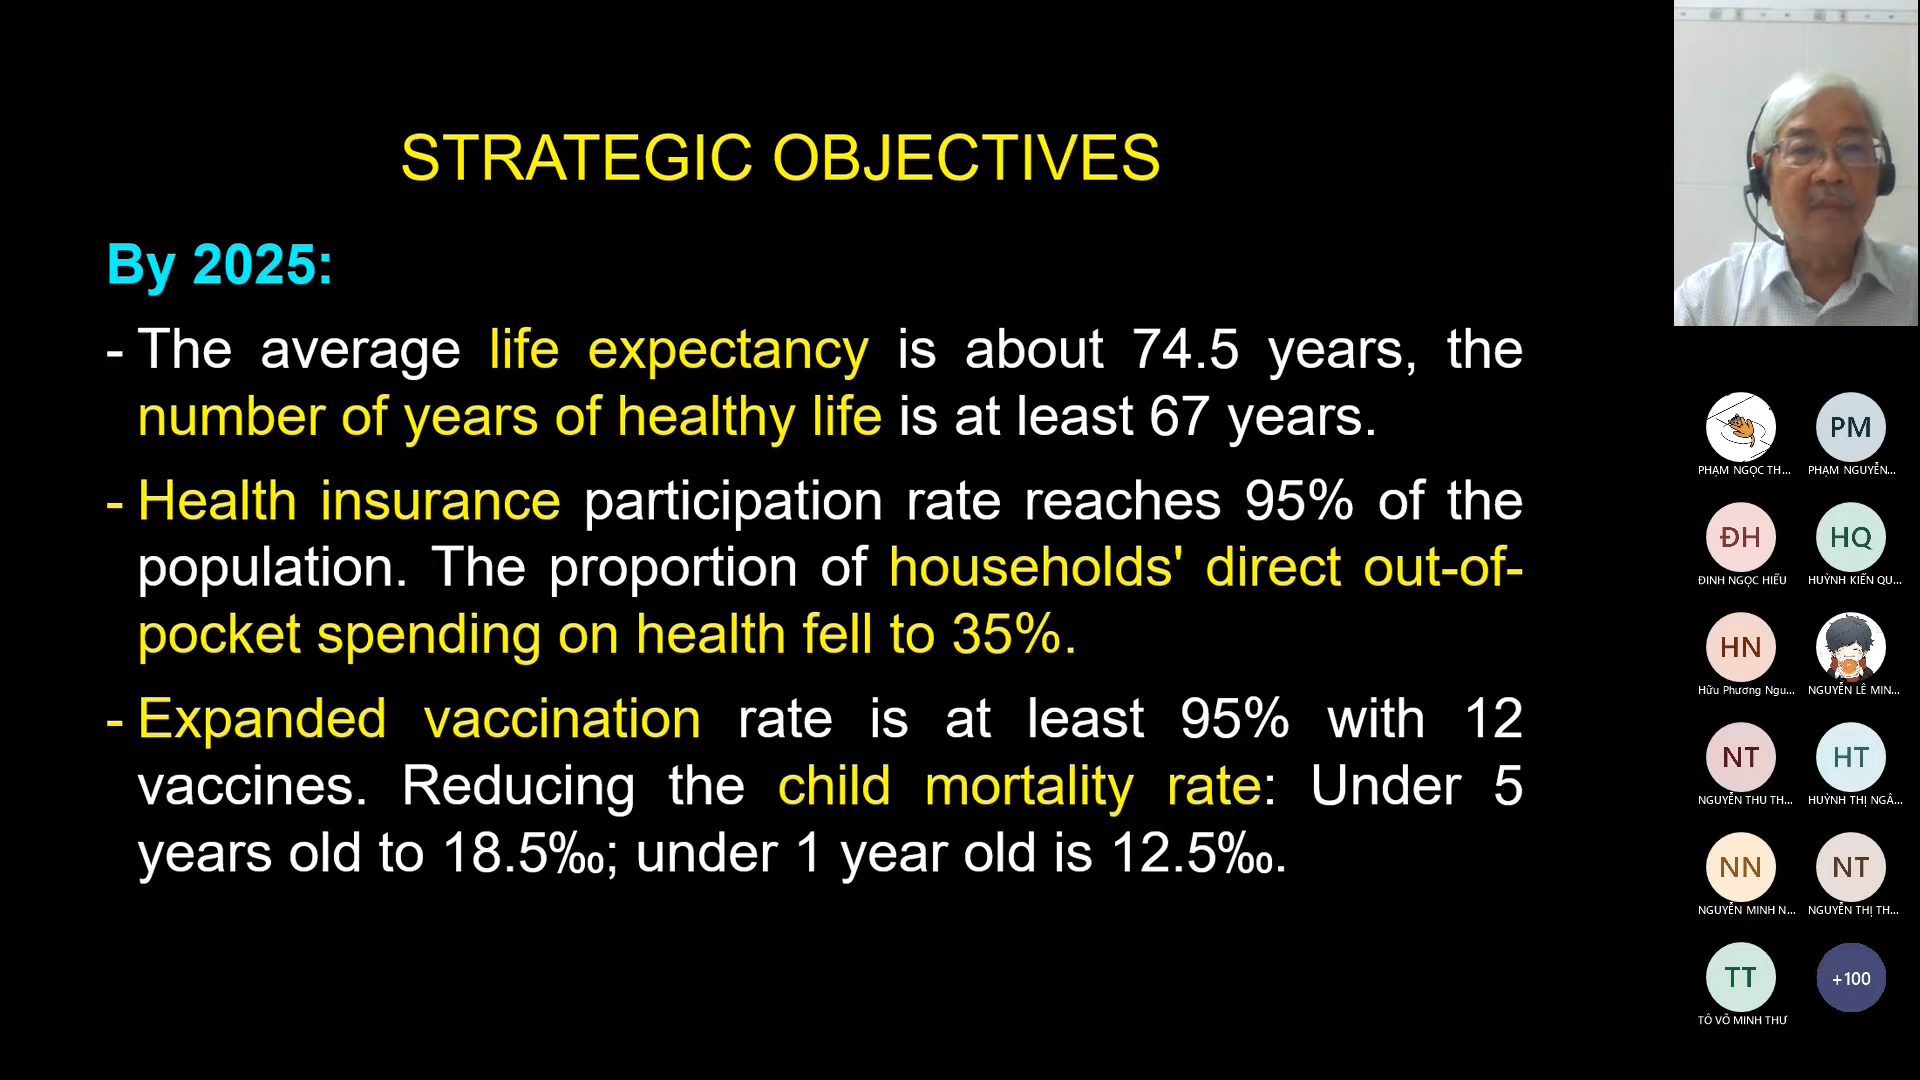 STRATEGIC OBJECTIVES
By 2025:
- The average life expectancy is about 74.5 years, the
number of years of healthy life is at least 67 years.
- Health insurance participation rate reaches 95% of the
population. The proportion of households' direct out-of-
pocket spending on health fell to 35%.
- Expanded vaccination rate is at least 95% with 12
vaccines. Reducing the child mortality rate: Under 5
years old to 18.5‰; under 1 year old is 12.5‰.
PHẠM NGỌC TH...
PM
PHẠM NGUYỄN...
ĐH
ĐINH NGỌC HIẾU
HQ
HUỲNH KIẾN QU...
HN
Hữu Phương Ngu...
NGUYỄN LÊ MIN...
NT
NGUYỄN THU TH...
HT
HUỲNH THỊ NGÂ...
NN
NGUYỄN MINH N...
NT
NGUYỄN THỊ TH...
TT
TÔ VÕ MINH THƯ
+100